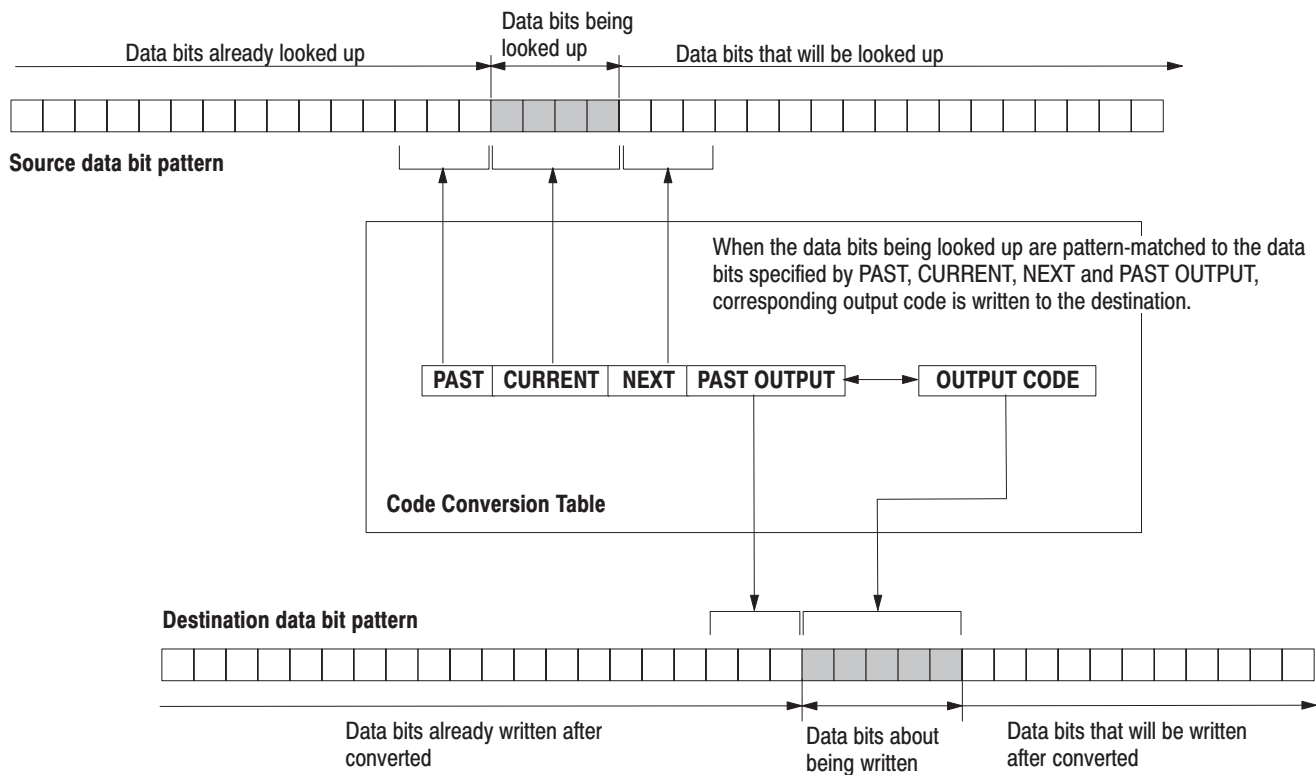 Data bits already looked up
Data bits being
looked up
Data bits that will be looked up
Source data bit pattern
When the data bits being looked up are pattern-matched to the data
bits specified by PAST, CURRENT, NEXT and PAST OUTPUT,
corresponding output code is written to the destination.
PAST CURRENT NEXT PAST OUTPUT OUTPUT CODE
Code Conversion Table
Destination data bit pattern
Data bits already written after
converted
Data bits about
being written
Data bits that will be written
after converted